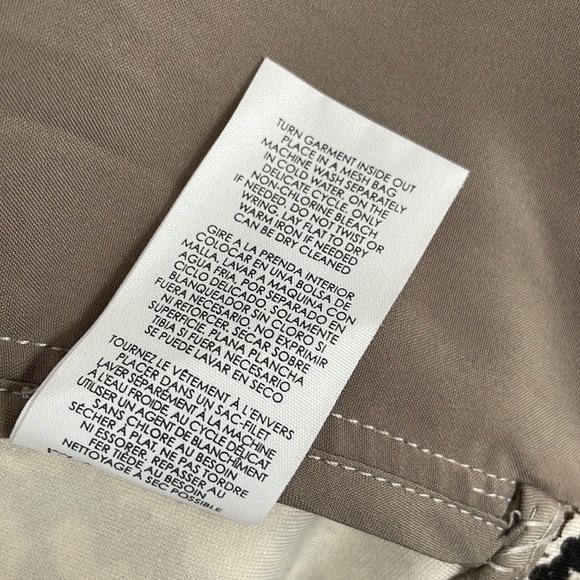 TURN GARMENT INSIDE OUT
PLACE IN A MESH BAG
MACHINE WASH SEPARATELY
IN COLD WATER, ON THE
DELICATE CYCLE. ONLY
NON-CHLORINE BLEACH
IF NEEDED. DO NOT TWIST OR
WRING. LAY FLAT TO DRY
WARM IRON IF NEEDED
CAN BE DRY CLEANED
GIRE A LA PRENDA INTERIOR
COLOCAR EN UNA BOLSA DE
MALLA. LAVAR A MAQUINA CON
AGUA FRIA, POR SEPARADO EN
CICLO DELICADO. SOLAMENTE
BLANQUEADOR SIN CLORO SI
FUERA NECESARIO. NO EXPRIMIR
NI RETORCER. SECAR SOBRE
SUPERFICIE. PLANA PLANCHA
TIBIA SI FUERA NECESARIO
SE PUEDE LAVAR EN SECO
TOURNEZ LE VÊTEMENT À L'ENVERS
PLACER DANS UN SAC-FILET
LAVER SÉPARÉMENT À LA MACHINE
À L'EAU FROIDE AU CYCLE DÉLICAT
UTILISER UN AGENT DE BLANCHIMENT
SANS CHLORE AU BESOIN
SÉCHER À PLAT. NE PAS TORDRE
NI ESSORER. REPASSER AU
FER TIÈDE AU BESOIN
NETTOYAGE À SEC POSSIBLE